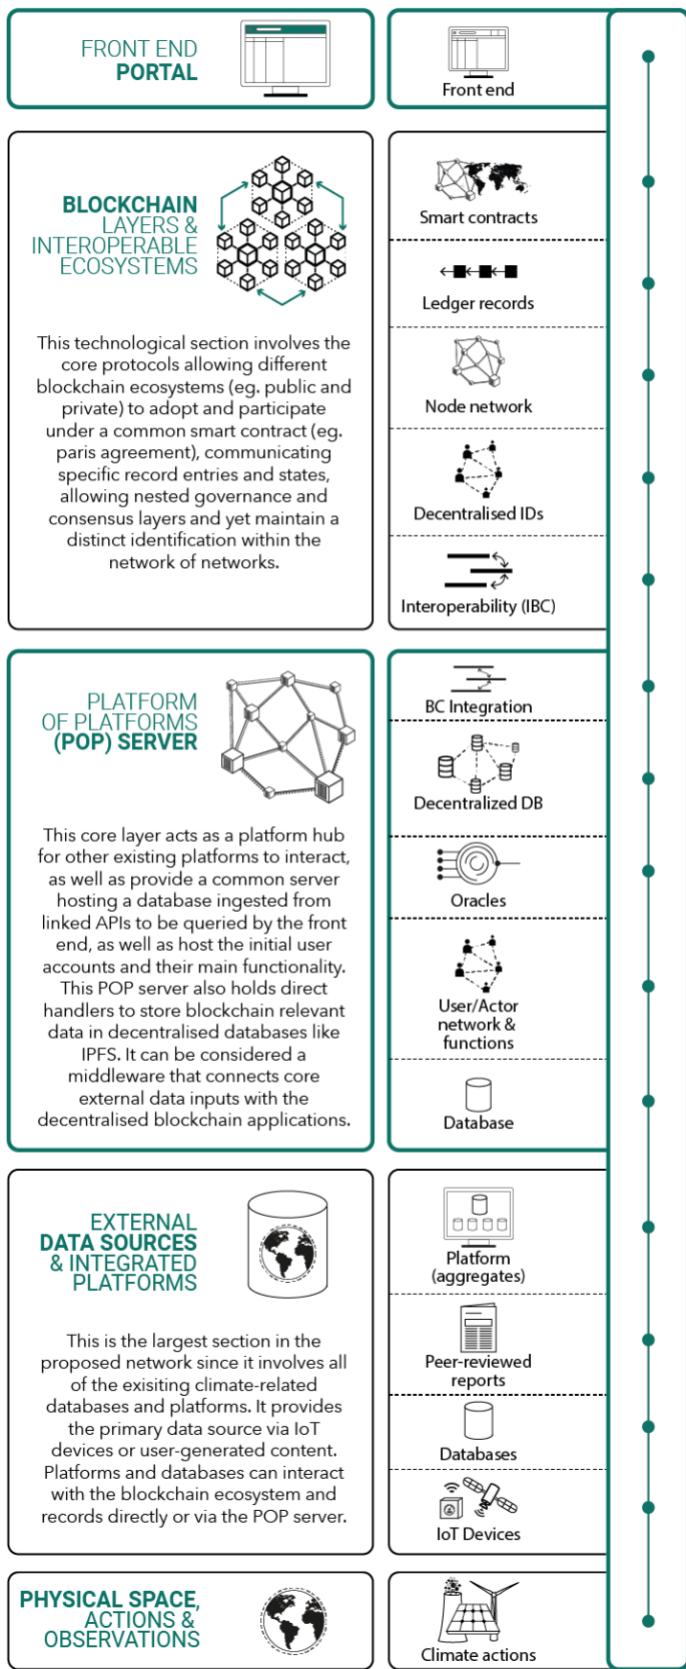 FRONT END
PORTAL
Front end
BLOCKCHAIN
LAYERS &
INTEROPERABLE
ECOSYSTEMS
This technological section involves the
core protocols allowing different
blockchain ecosystems (eg. public and
private) to adopt and participate
under a common smart contract (eg.
paris agreement), communicating
specific record entries and states,
allowing nested governance and
consensus layers and yet maintain a
distinct identification within the
network of networks.
Smart contracts
Ledger records
Node network
Decentralised IDs
Interoperability (IBC)
PLATFORM
OF PLATFORMS
(POP) SERVER
This core layer acts as a platform hub
for other existing platforms to interact,
as well as provide a common server
hosting a database ingested from
linked APIs to be queried by the front
end, as well as host the initial user
accounts and their main functionality.
This POP server also holds direct
handlers to store blockchain relevant
data in decentralised databases like
IPFS. It can be considered a
middleware that connects core
external data inputs with the
decentralised blockchain applications.
BC Integration
Decentralized DB
Oracles
User/Actor
network &
functions
Database
EXTERNAL
DATA SOURCES
& INTEGRATED
PLATFORMS
This is the largest section in the
proposed network since it involves all
of the exisiting climate-related
databases and platforms. It provides
the primary data source via IoT
devices or user-generated content.
Platforms and databases can interact
with the blockchain ecosystem and
records directly or via the POP server.
Platform
(aggregates)
Peer-reviewed
reports
Databases
IoT Devices
PHYSICAL SPACE,
ACTIONS &
OBSERVATIONS
Climate actions